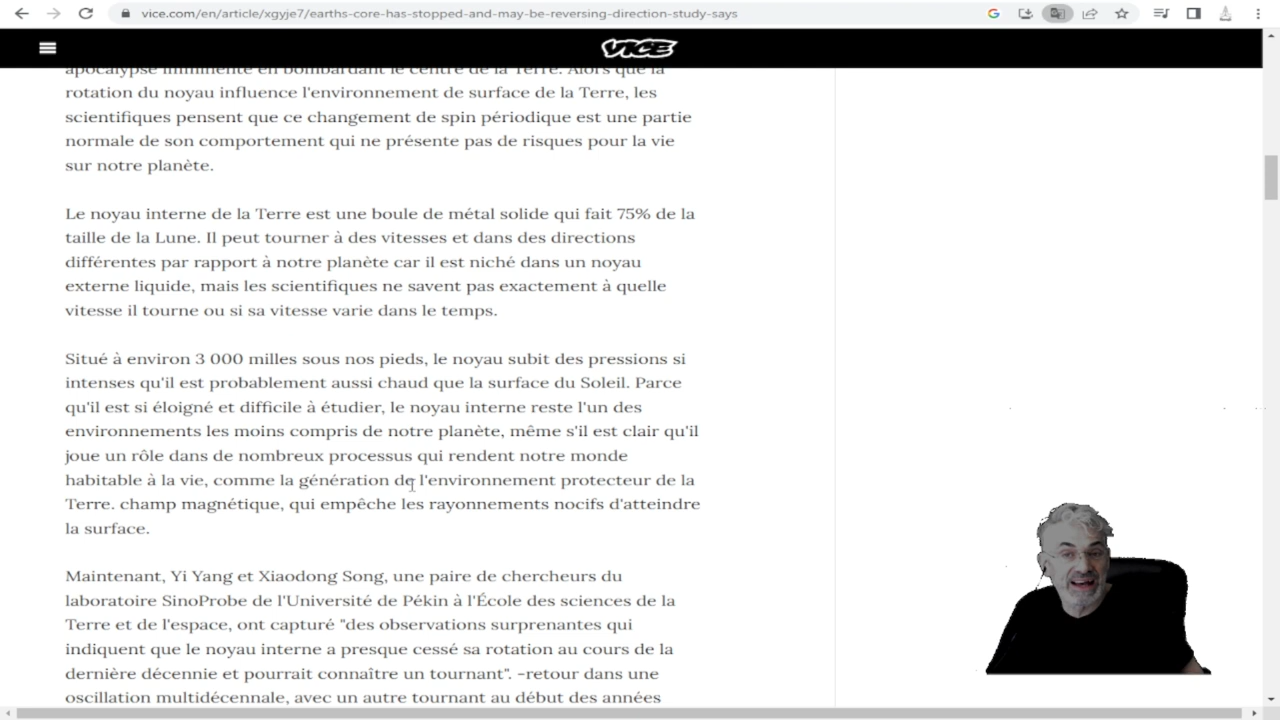 vice.com/en/article/xgyje7/earths-core-has-stopped-and-may-be-reversing-direction-study-says
VICE
apocalypse imminente en bombardant le centre de la Terre. Alors que la
rotation du noyau influence l'environnement de surface de la Terre, les
scientifiques pensent que ce changement de spin périodique est une partie
normale de son comportement qui ne présente pas de risques pour la vie
sur notre planète.
Le noyau interne de la Terre est une boule de métal solide qui fait 75% de la
taille de la Lune. Il peut tourner à des vitesses et dans des directions
différentes par rapport à notre planète car il est niché dans un noyau
externe liquide, mais les scientifiques ne savent pas exactement à quelle
vitesse il tourne ou si sa vitesse varie dans le temps.
Situé à environ 3 000 milles sous nos pieds, le noyau subit des pressions si
intenses qu'il est probablement aussi chaud que la surface du Soleil. Parce
qu'il est si éloigné et difficile à étudier, le noyau interne reste l'un des
environnements les moins compris de notre planète, même s'il est clair qu'il
joue un rôle dans de nombreux processus qui rendent notre monde
habitable à la vie, comme la génération de l'environnement protecteur de la
Terre. champ magnétique, qui empêche les rayonnements nocifs d'atteindre
la surface.
Maintenant, Yi Yang et Xiaodong Song, une paire de chercheurs du
laboratoire SinoProbe de l'Université de Pékin à l'École des sciences de la
Terre et de l'espace, ont capturé "des observations surprenantes qui
indiquent que le noyau interne a presque cessé sa rotation au cours de la
dernière décennie et pourrait connaître un tournant". -retour dans une
oscillation multidécennale, avec un autre tournant au début des années